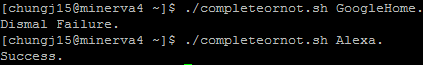 [chungj15@minerva4 ~]$ ./completeornot.sh GoogleHome.
Dismal Failure.
[chungj15@minerva4 ~]$ ./completeornot.sh Alexa.
Success.